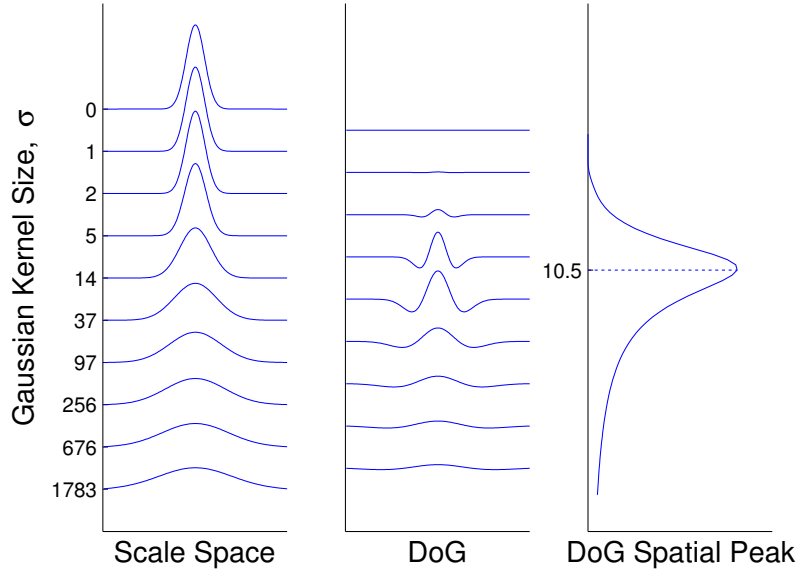 Gaussian Kernel Size, σ
0
1
2
5
14
37
97
256
676
1783
10.5
Scale Space
DoG
DoG Spatial Peak